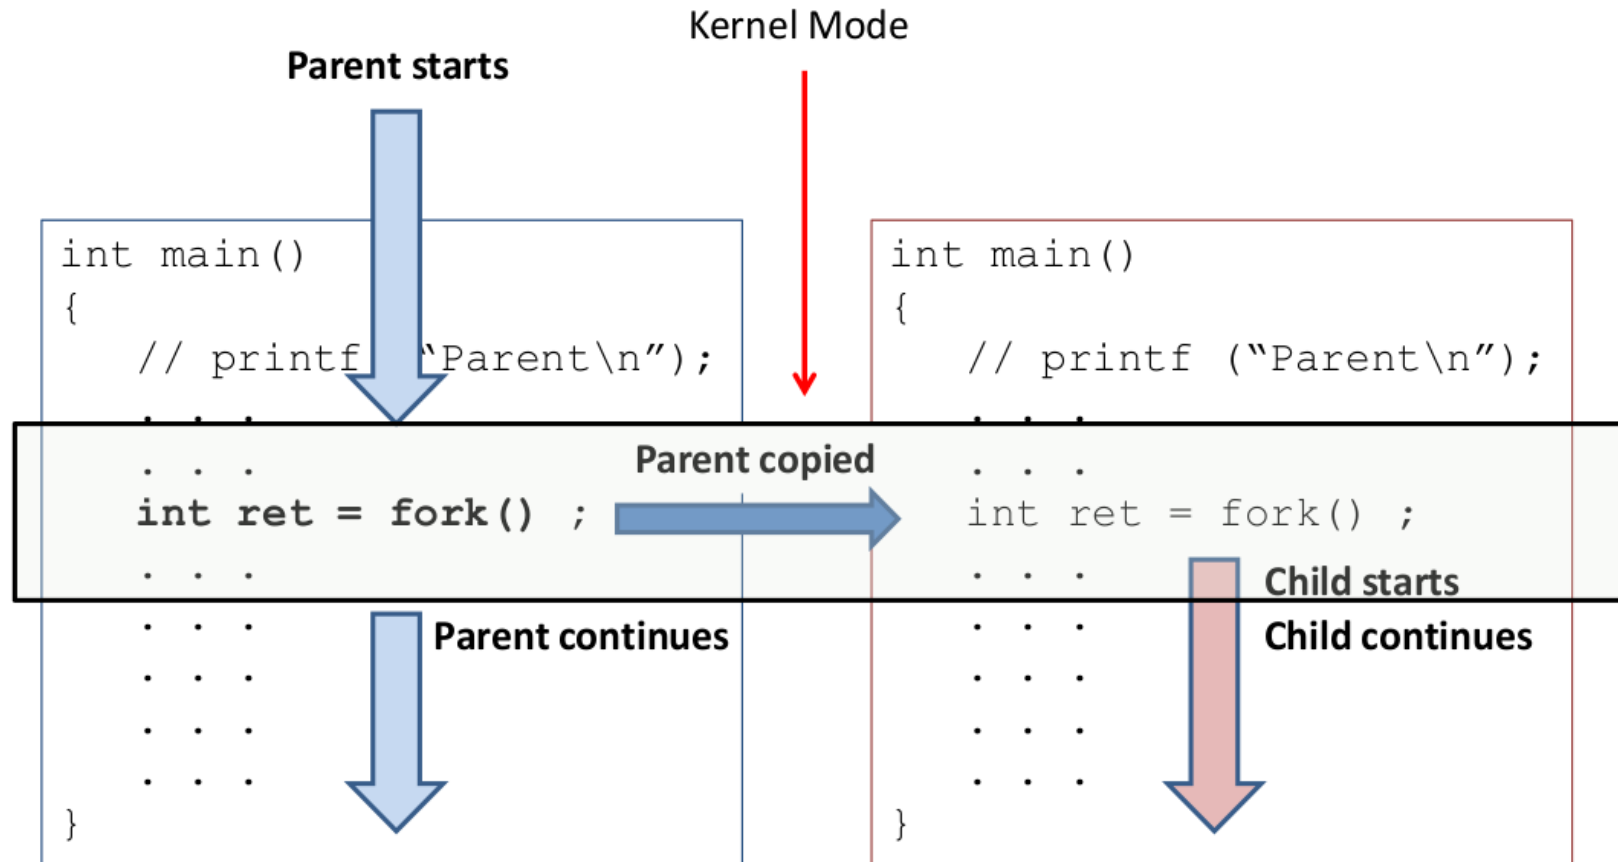 Kernel Mode
Parent starts
int main()
{
// printf “Parent\n”);
. . .
. . .
int ret = fork() ;
. . .
. . .
. . .
. . .
. . .
}
Parent copied
Parent continues
int main()
{
// printf (“Parent\n”);
. . .
. . .
int ret = fork() ;
. . .
. . .
. . .
. . .
. . .
}
Child starts
Child continues